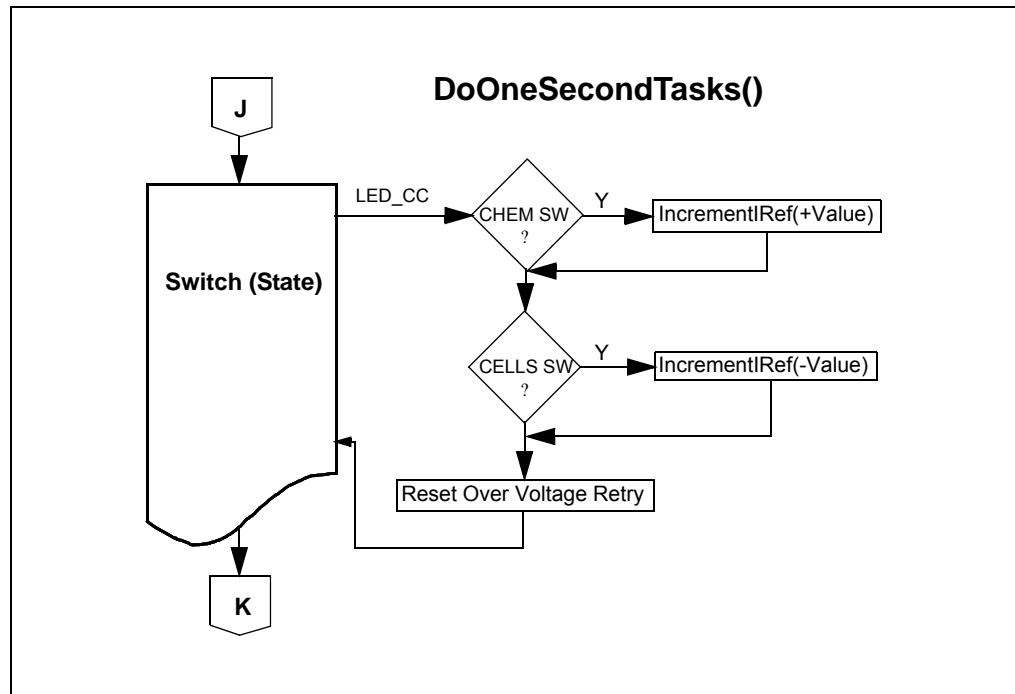 DoOneSecondTasks()
J
LED_CC
CHEM SW
?
Y
IncrementIRef(+Value)
Switch (State)
CELLS SW
?
Y
IncrementIRef(-Value)
Reset Over Voltage Retry
K